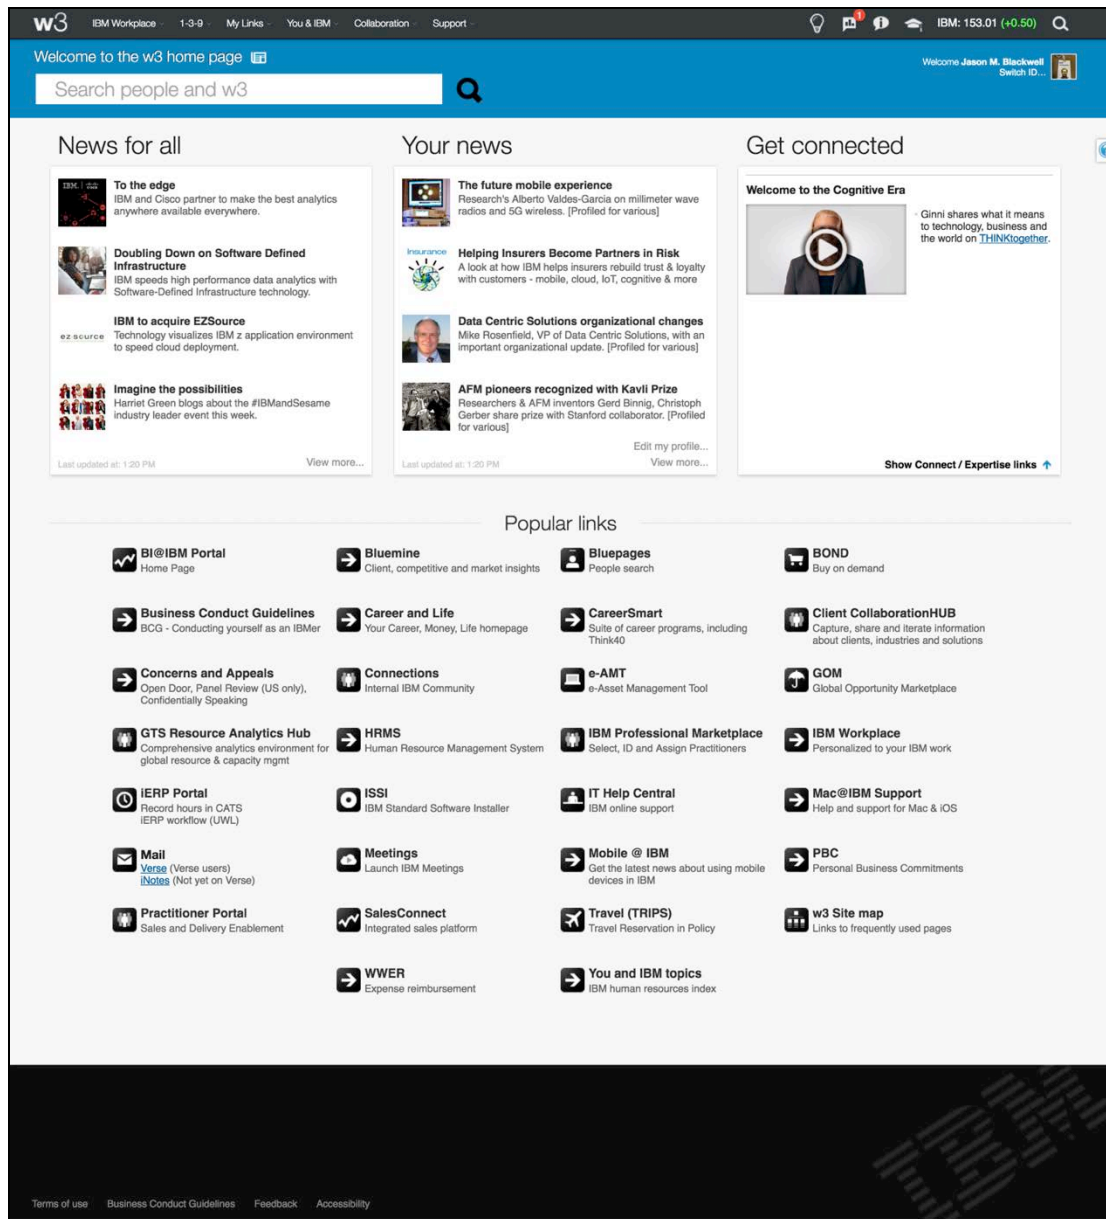 w3 IBM Workplace 1-3-9 My Links You & IBM Collaboration Support 1 IBM: 153.01 (+0.50)
Welcome to the w3 home page
Search people and w3
Welcome Jason M. Blackwell
Switch ID...
News for all
IBM
To the edge
IBM and Cisco partner to make the best analytics
anywhere available everywhere.
Doubling Down on Software Defined
Infrastructure
IBM speeds high performance data analytics with
Software-Defined Infrastructure technology.
ez source
IBM to acquire EZSource
Technology visualizes IBM z application environment
to speed cloud deployment.
Imagine the possibilities
Harriet Green blogs about the #IBMandSesame
industry leader event this week.
Last updated at: 1:20 PM
View more...
Your news
The future mobile experience
Research's Alberto Valdes-Garcia on millimeter wave
radios and 5G wireless. [Profiled for various]
Insurance
Helping Insurers Become Partners in Risk
A look at how IBM helps insurers rebuild trust & loyalty
with customers - mobile, cloud, IoT, cognitive & more
Data Centric Solutions organizational changes
Mike Rosenfield, VP of Data Centric Solutions, with an
important organizational update. [Profiled for various]
AFM pioneers recognized with Kavli Prize
Researchers & AFM inventors Gerd Binnig, Christoph
Gerber share prize with Stanford collaborator. [Profiled
for various]
Edit my profile...
Last updated at: 1:20 PM
View more...
Get connected
Welcome to the Cognitive Era
Ginni shares what it means
to technology, business and
the world on THINKtogether.
Show Connect / Expertise links
Popular links
BI@IBM Portal
Home Page
Bluemine
Client, competitive and market insights
Bluepages
People search
BOND
Buy on demand
Business Conduct Guidelines
BCG - Conducting yourself as an IBMer
Career and Life
Your Career, Money, Life homepage
CareerSmart
Suite of career programs, including
Think40
Client CollaborationHUB
Capture, share and iterate information
about clients, industries and solutions
Concerns and Appeals
Open Door, Panel Review (US only),
Confidentially Speaking
Connections
Internal IBM Community
e-AMT
e-Asset Management Tool
GOM
Global Opportunity Marketplace
GTS Resource Analytics Hub
Comprehensive analytics environment for
global resource & capacity mgmt
HRMS
Human Resource Management System
IBM Professional Marketplace
Select, ID and Assign Practitioners
IBM Workplace
Personalized to your IBM work
iERP Portal
Record hours in CATS
iERP workflow (UWL)
ISSI
IBM Standard Software Installer
IT Help Central
IBM online support
Mac@IBM Support
Help and support for Mac & iOS
Mail
Verse (Verse users)
iNotes (Not yet on Verse)
Meetings
Launch IBM Meetings
Mobile @ IBM
Get the latest news about using mobile
devices in IBM
PBC
Personal Business Commitments
Practitioner Portal
Sales and Delivery Enablement
SalesConnect
Integrated sales platform
Travel (TRIPS)
Travel Reservation in Policy
w3 Site map
Links to frequently used pages
WWER
Expense reimbursement
You and IBM topics
IBM human resources index
IBM
Terms of use Business Conduct Guidelines Feedback Accessibility